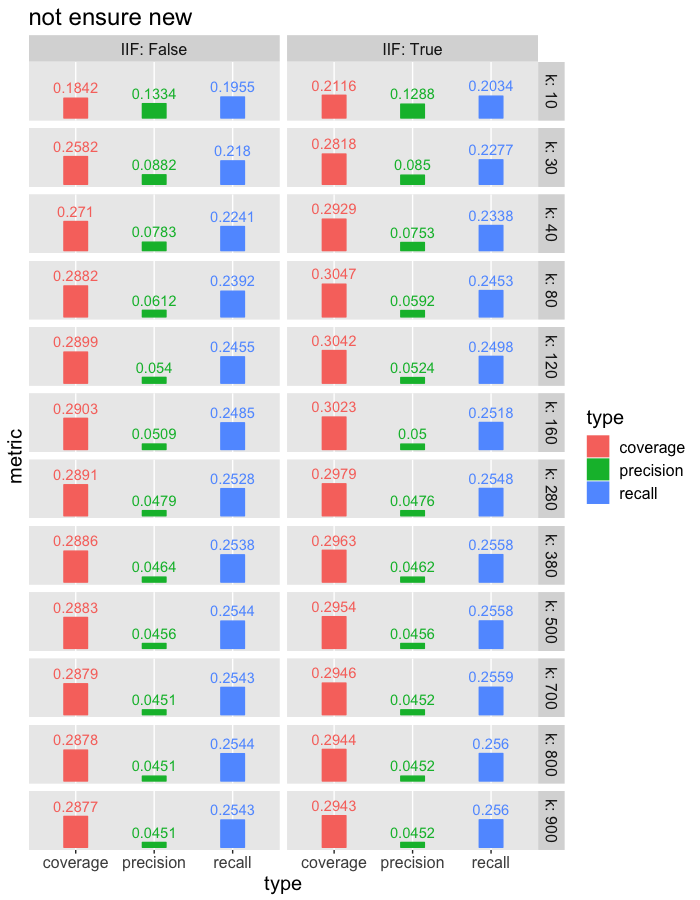 not ensure new
IIF: False IIF: True
0.1842 0.1334 0.1955 0.2116 0.1288 0.2034 k: 10
0.2582 0.0882 0.218 0.2818 0.085 0.2277 k: 30
0.271 0.0783 0.2241 0.2929 0.0753 0.2338 k: 40
0.2882 0.0612 0.2392 0.3047 0.0592 0.2453 k: 80
0.2899 0.054 0.2455 0.3042 0.0524 0.2498 k: 120
0.2903 0.0509 0.2485 0.3023 0.05 0.2518 k: 160
0.2891 0.0479 0.2528 0.2979 0.0476 0.2548 k: 280
0.2886 0.0464 0.2538 0.2963 0.0462 0.2558 k: 380
0.2883 0.0456 0.2544 0.2954 0.0456 0.2558 k: 500
0.2879 0.0451 0.2543 0.2946 0.0452 0.2559 k: 700
0.2878 0.0451 0.2544 0.2944 0.0452 0.256 k: 800
0.2877 0.0451 0.2543 0.2943 0.0452 0.256 k: 900
coverage precision recall coverage precision recall
type
metric
type
coverage
precision
recall